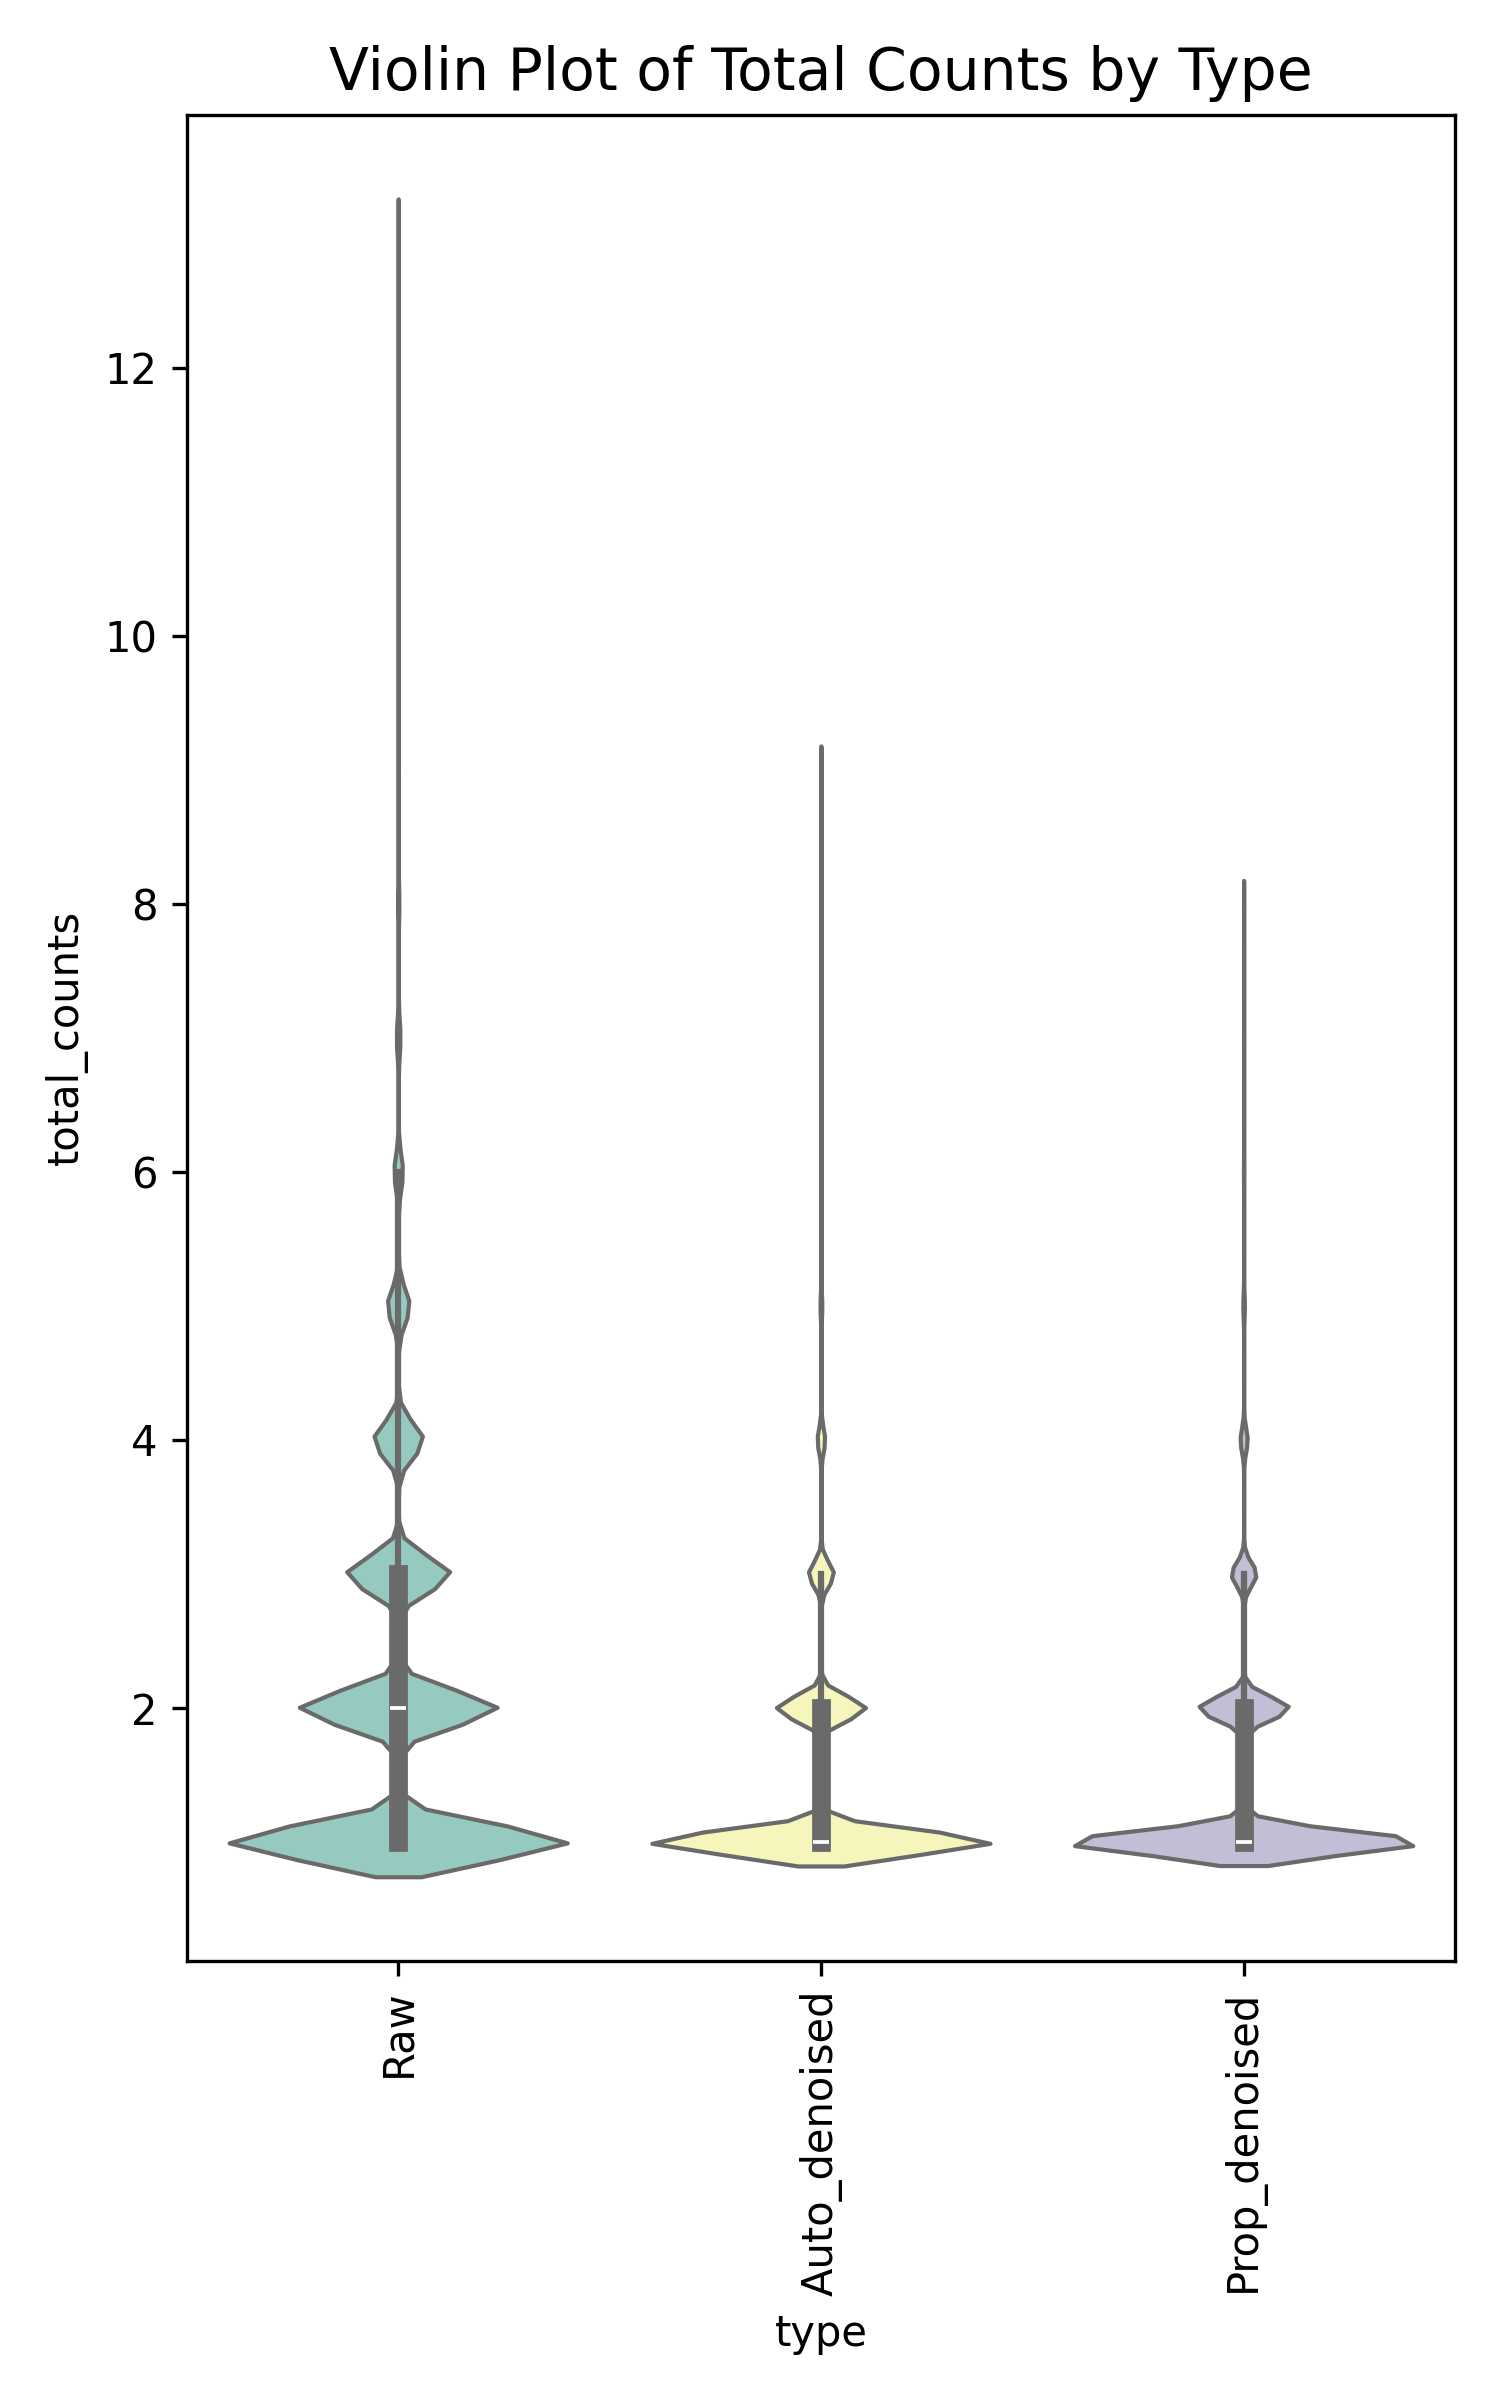 Violin Plot of Total Counts by Type
12
10
8
6
4
2
total_counts
Raw
Auto_denoised
Prop_denoised
type